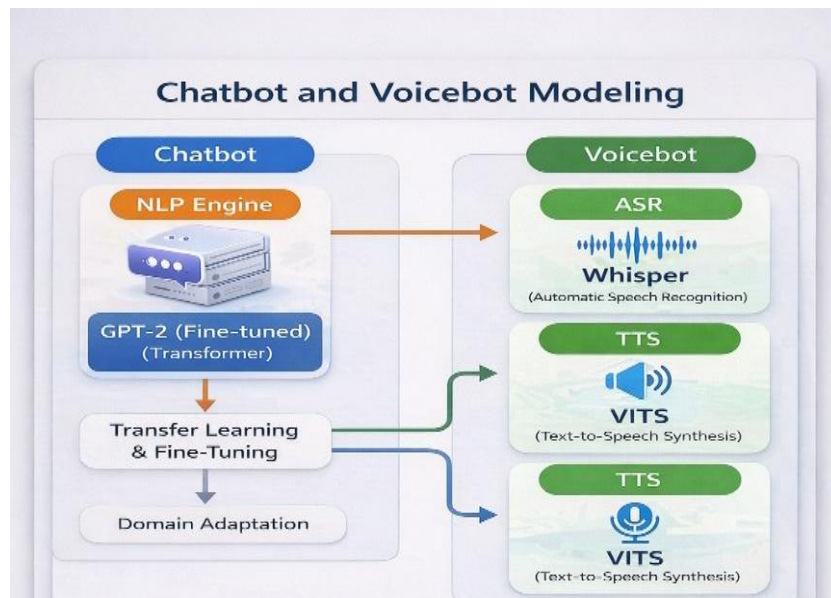 Chatbot and Voicebot Modeling
Chatbot
NLP Engine
GPT-2 (Fine-tuned)
(Transformer)
Transfer Learning
& Fine-Tuning
Domain Adaptation
Voicebot
ASR
Whisper
(Automatic Speech Recognition)
TTS
VITS
(Text-to-Speech Synthesis)
TTS
VITS
(Text-to-Speech Synthesis)